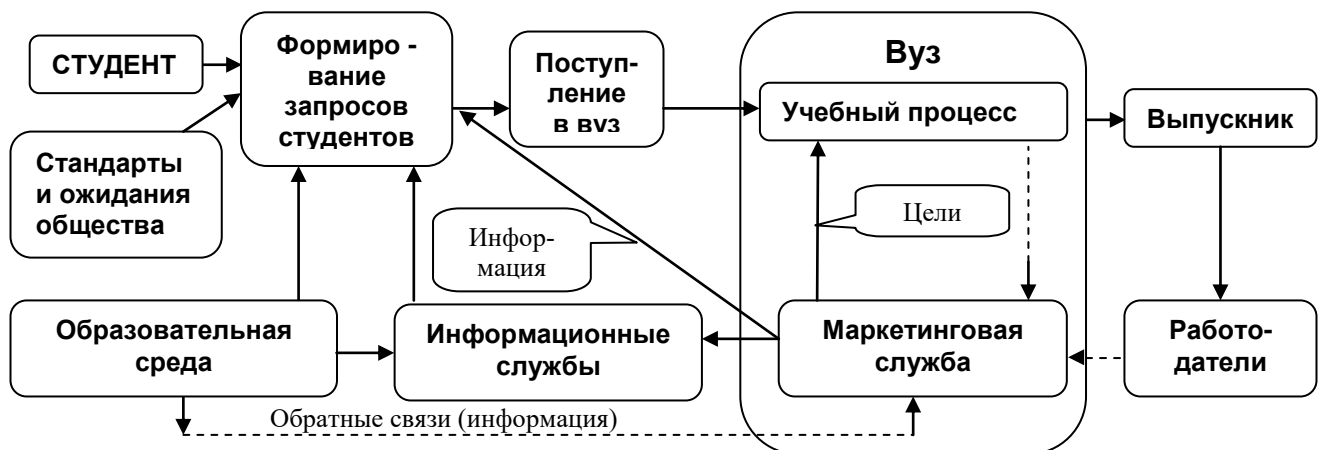 СТУДЕНТ
Формиро -
вание
запросов
студентов
Поступ-
ление
в вуз
Вуз
Учебный процесс
Выпускник
Стандарты
и ожидания
общества
Инфор-
мация
Цели
Образовательная
среда
Информационные
службы
Маркетинговая
служба
Работо-
датели
Обратные связи (информация)